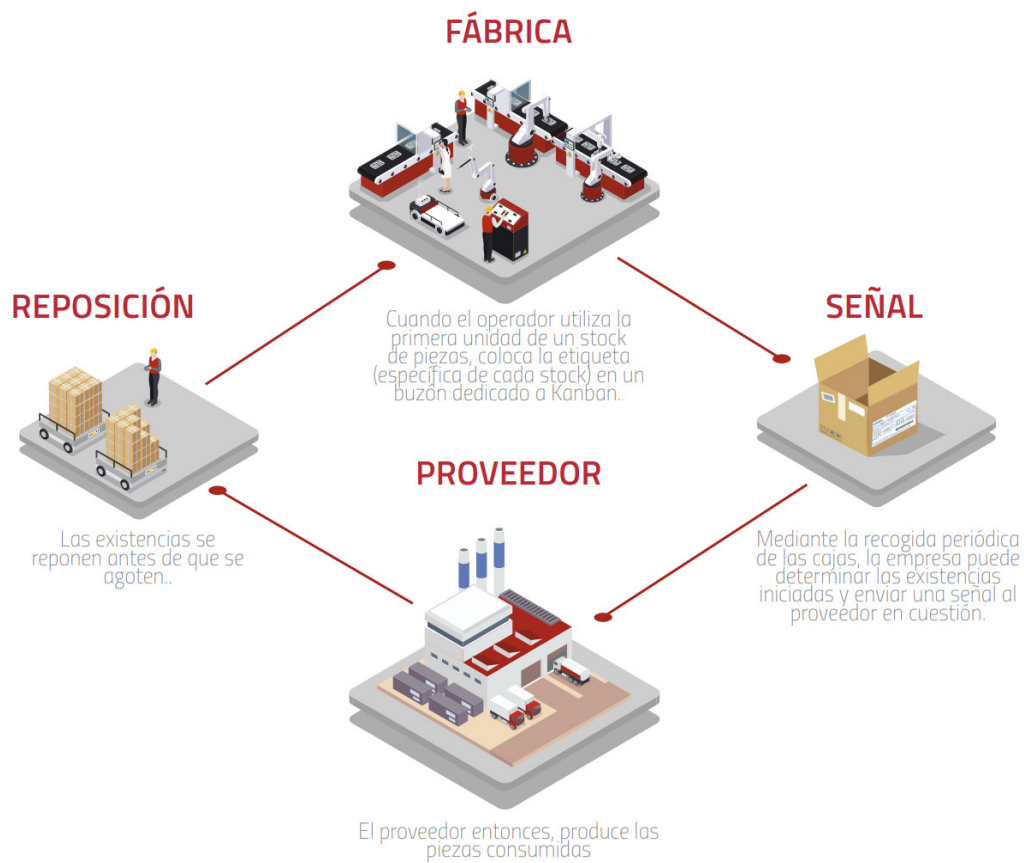 FÁBRICA
Cuando el operador utiliza la
primera unidad de un stock
de piezas, coloca la etiqueta
(específica de cada stock) en un
buzón dedicado a Kanban..
SEÑAL
Mediante la recogida periódica
de las cajas, la empresa puede
determinar las existencias
iniciadas y enviar una señal al
proveedor en cuestión.
PROVEEDOR
El proveedor entonces, produce las
piezas consumidas
REPOSICIÓN
Las existencias se
reponen antes de que se
agoten..